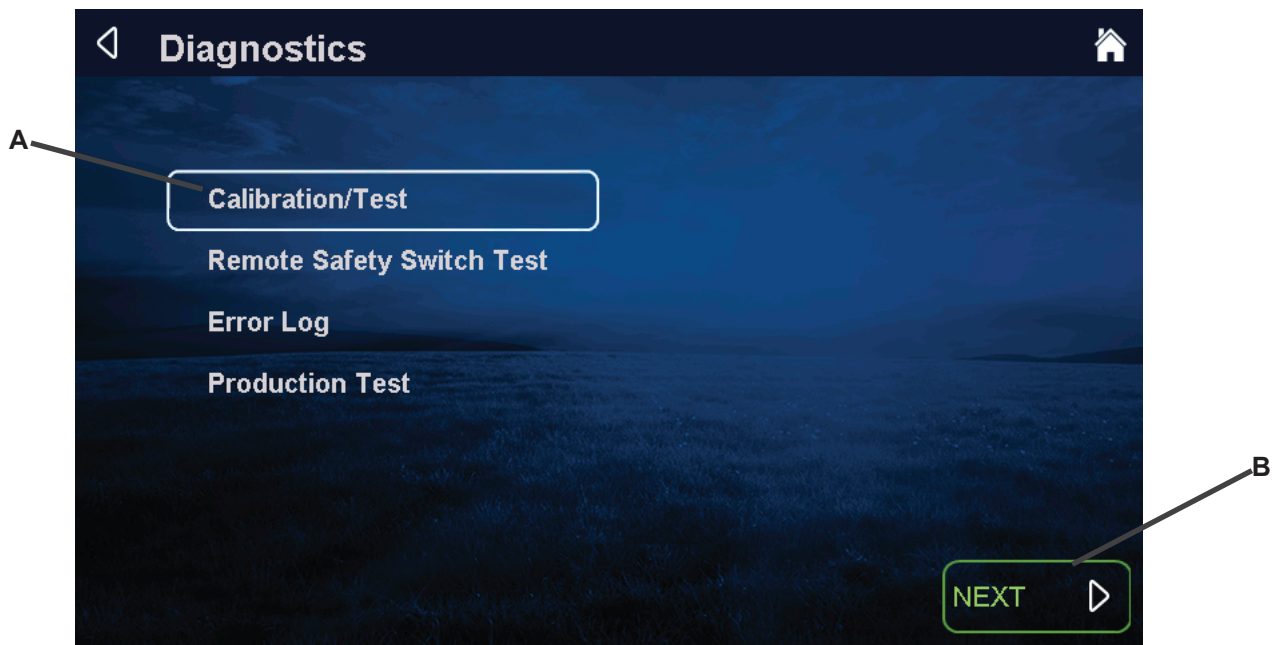 Diagnostics
A
Calibration/Test
Remote Safety Switch Test
Error Log
Production Test
B
NEXT